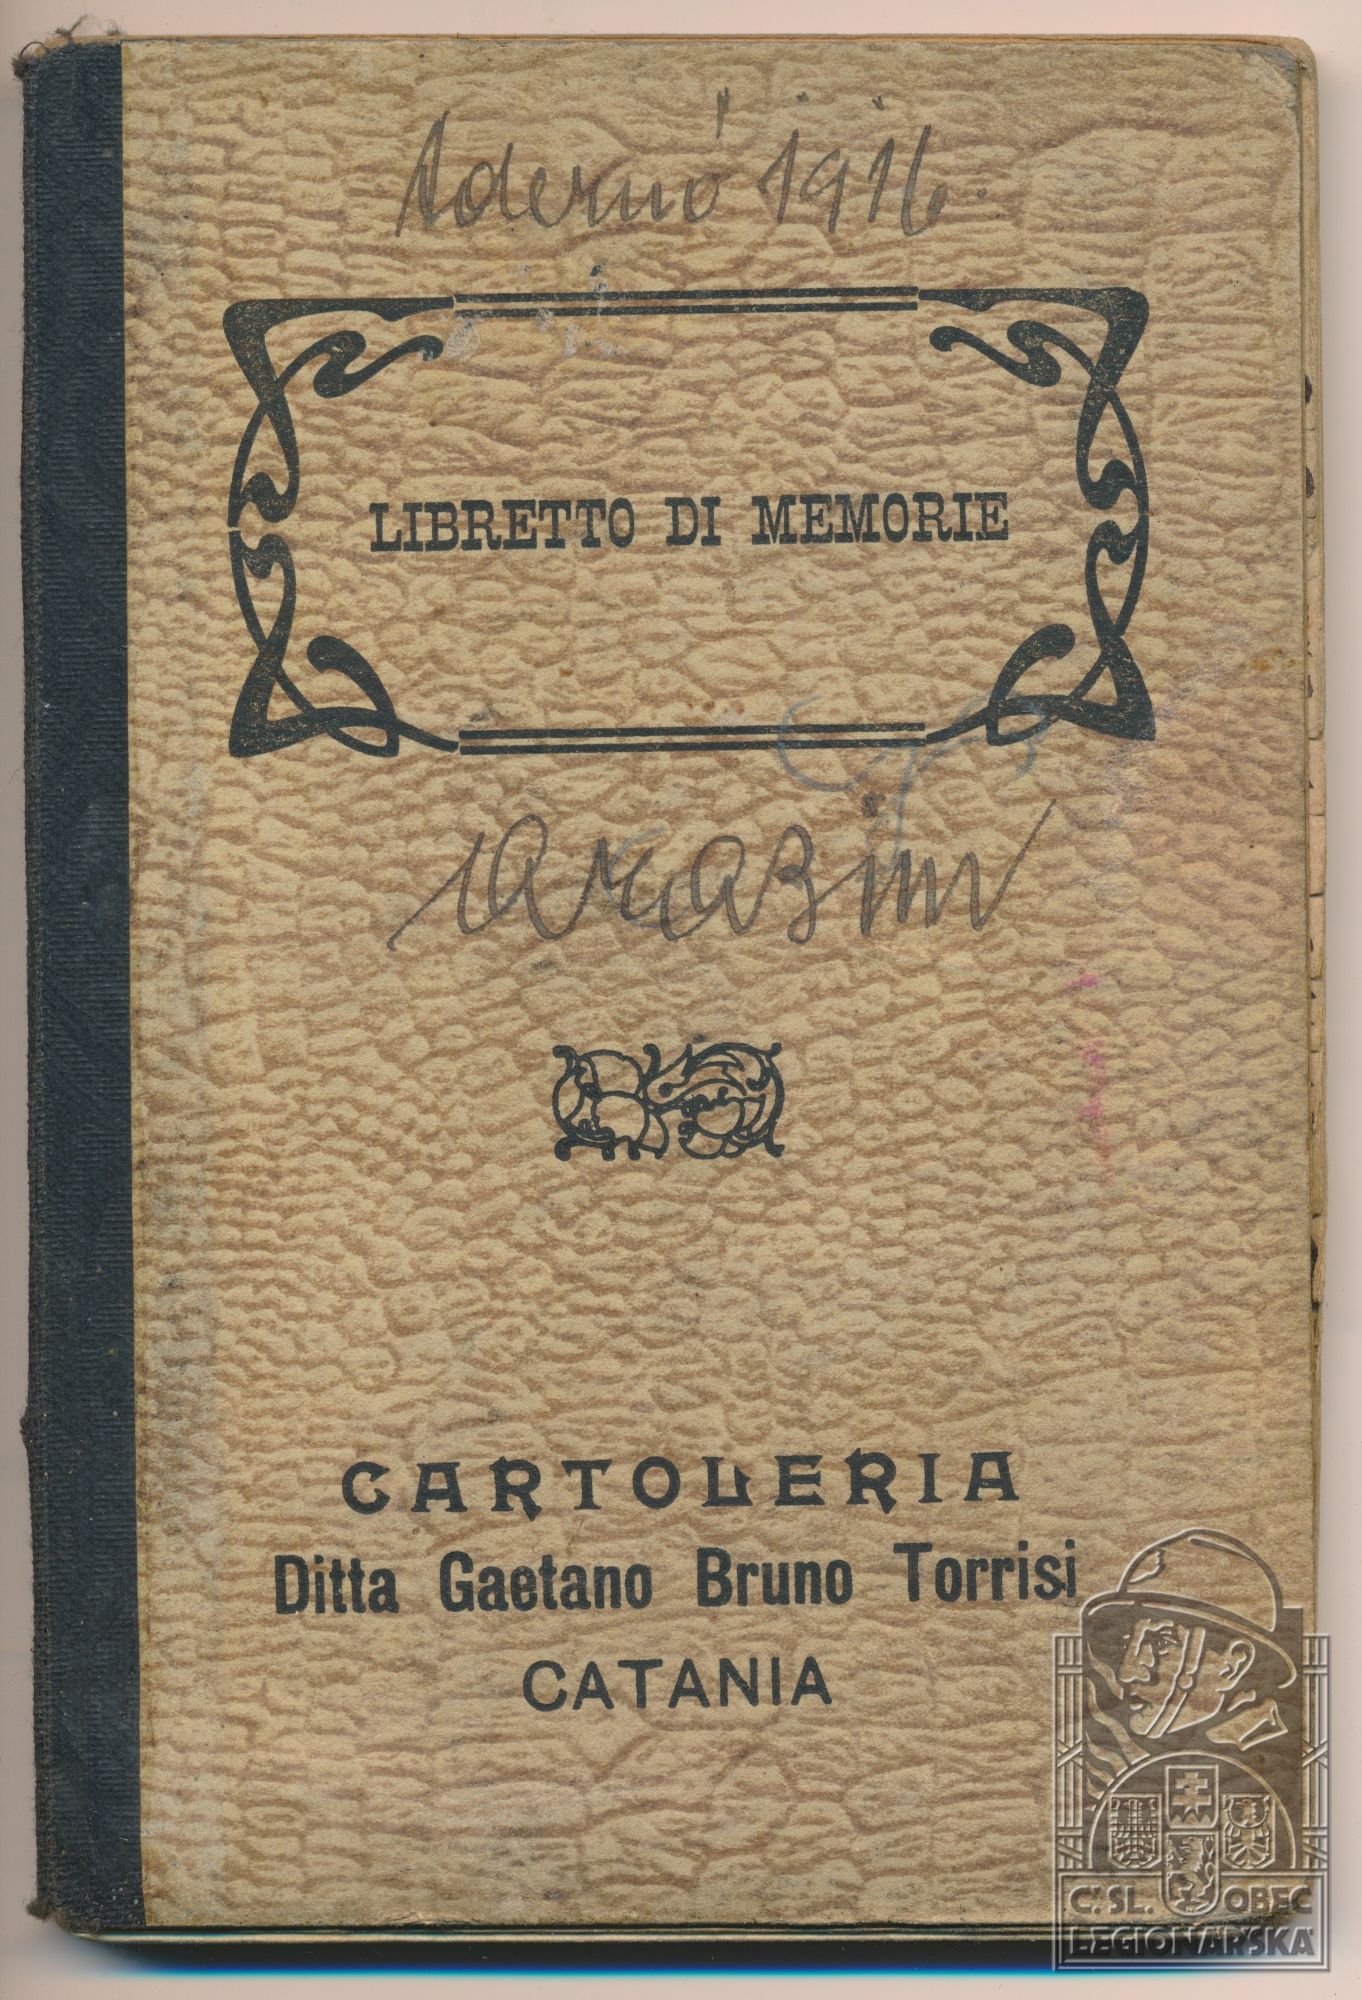 Adernó 1916.
LIBRETTO DI MEMORIE
CARTOLERIA
Ditta Gaetano Bruno Torrisi
CATANIA
Č. SL. OBEC
LEGIONÁŘSKÁ